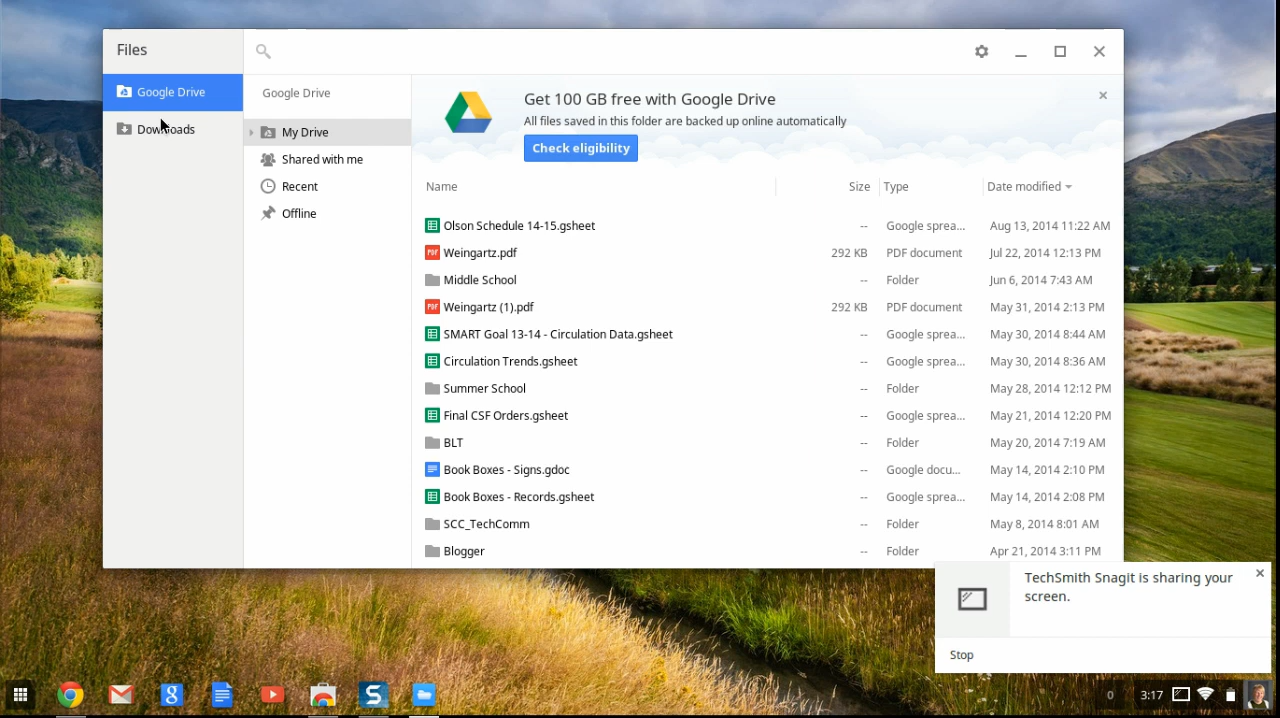 Files
Google Drive
Downloads
Google Drive
My Drive
Shared with me
Recent
Offline
Get 100 GB free with Google Drive
All files saved in this folder are backed up online automatically
Check eligibility
Name Size Type Date modified
Olson Schedule 14-15.gsheet -- Google sprea... Aug 13, 2014 11:22 AM
PDF Weingartz.pdf 292 KB PDF document Jul 22, 2014 12:13 PM
Middle School -- Folder Jun 6, 2014 7:43 AM
PDF Weingartz (1).pdf 292 KB PDF document May 31, 2014 2:13 PM
SMART Goal 13-14 - Circulation Data.gsheet -- Google sprea... May 30, 2014 8:44 AM
Circulation Trends.gsheet -- Google sprea... May 30, 2014 8:36 AM
Summer School -- Folder May 28, 2014 12:12 PM
Final CSF Orders.gsheet -- Google sprea... May 21, 2014 12:20 PM
BLT -- Folder May 20, 2014 7:19 AM
Book Boxes - Signs.gdoc -- Google docu... May 14, 2014 2:10 PM
Book Boxes - Records.gsheet -- Google sprea... May 14, 2014 2:08 PM
SCC_TechComm -- Folder May 8, 2014 8:01 AM
Blogger -- Folder Apr 21, 2014 3:11 PM
TechSmith Snagit is sharing your
screen.
Stop
8 S 0 3:17